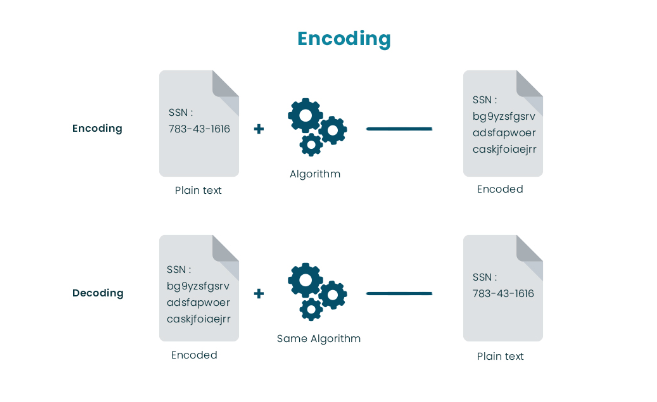 Encoding
Encoding
SSN :
783-43-1616
+
SSN :
bg9yzsfgsrv
adsfapwoer
caskjfoiaejrr
Plain text
Algorithm
Encoded
Decoding
SSN :
bg9yzsfgsrv
adsfapwoer
caskjfoiaejrr
+
SSN :
783-43-1616
Encoded
Same Algorithm
Plain text